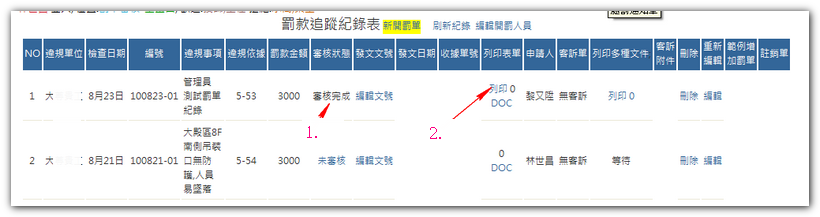 罰款追蹤紀錄表 新開罰單 刷新紀錄 編輯開罰人員
NO 違規單位 檢查日期 編號 違規事項 違規依據 罰款金額 審核狀態 發文文號 發文日期 收據單號 列印表單 申請人 客訴單 列印多種文件 客訴附件 刪除 重新編輯 範例增加罰單 註銷單
1 大 8月23日 100823-01 管理員測試罰單紀錄 5-53 3000 審核完成 編輯文號 列印 0 DOC 黎又陞 無客訴 列印 0 刪除 編輯
1. 2.
2 大 8月21日 100821-01 大殿區8F南側吊裝口無防護,人員易墜落 5-54 3000 未審核 編輯文號 0 DOC 林世昌 無客訴 等待 刪除 編輯